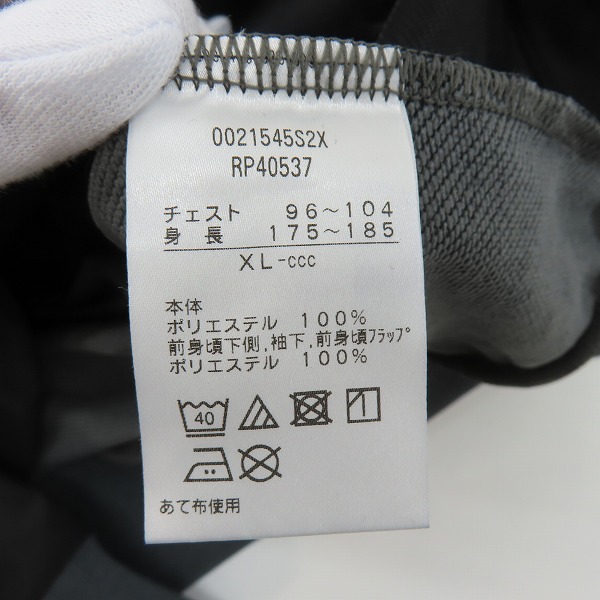 0021545S2X
RP40537
チェスト 96～104
身長 175～185
XL-ccc
本体
ポリエステル 100%
前身頃下側,袖下,前身頃フラップ
ポリエステル 100%
40
あて布使用